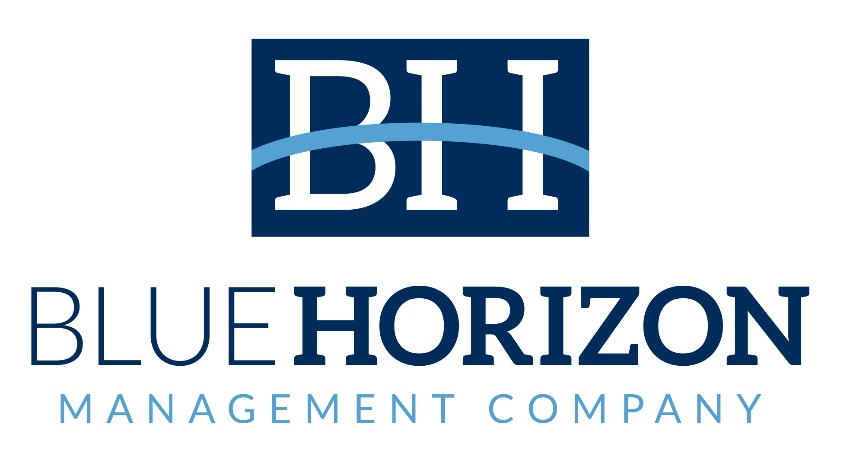 BH
BLUE HORIZON
MANAGEMENT COMPANY